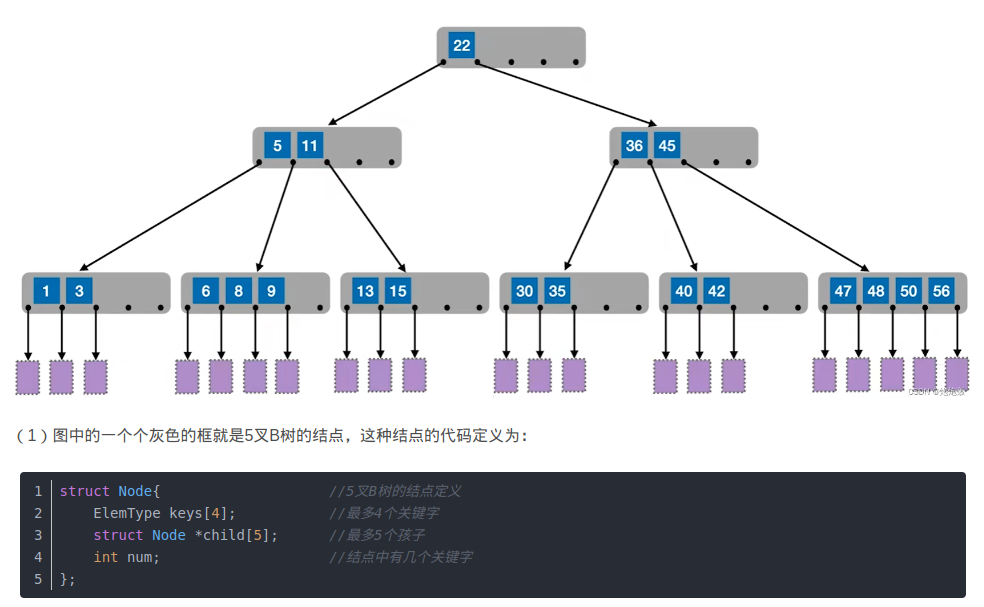 22
5 11 36 45
1 3 6 8 9 13 15 30 35 40 42 47 48 50 56
(1)图中的一个个灰色的框就是5叉B树的结点，这种结点的代码定义为：
1 struct Node{ //5叉B树的结点定义
2 ElemType keys[4]; //最多4个关键字
3 struct Node *child[5]; //最多5个孩子
4 int num; //结点中有几个关键字
5 };